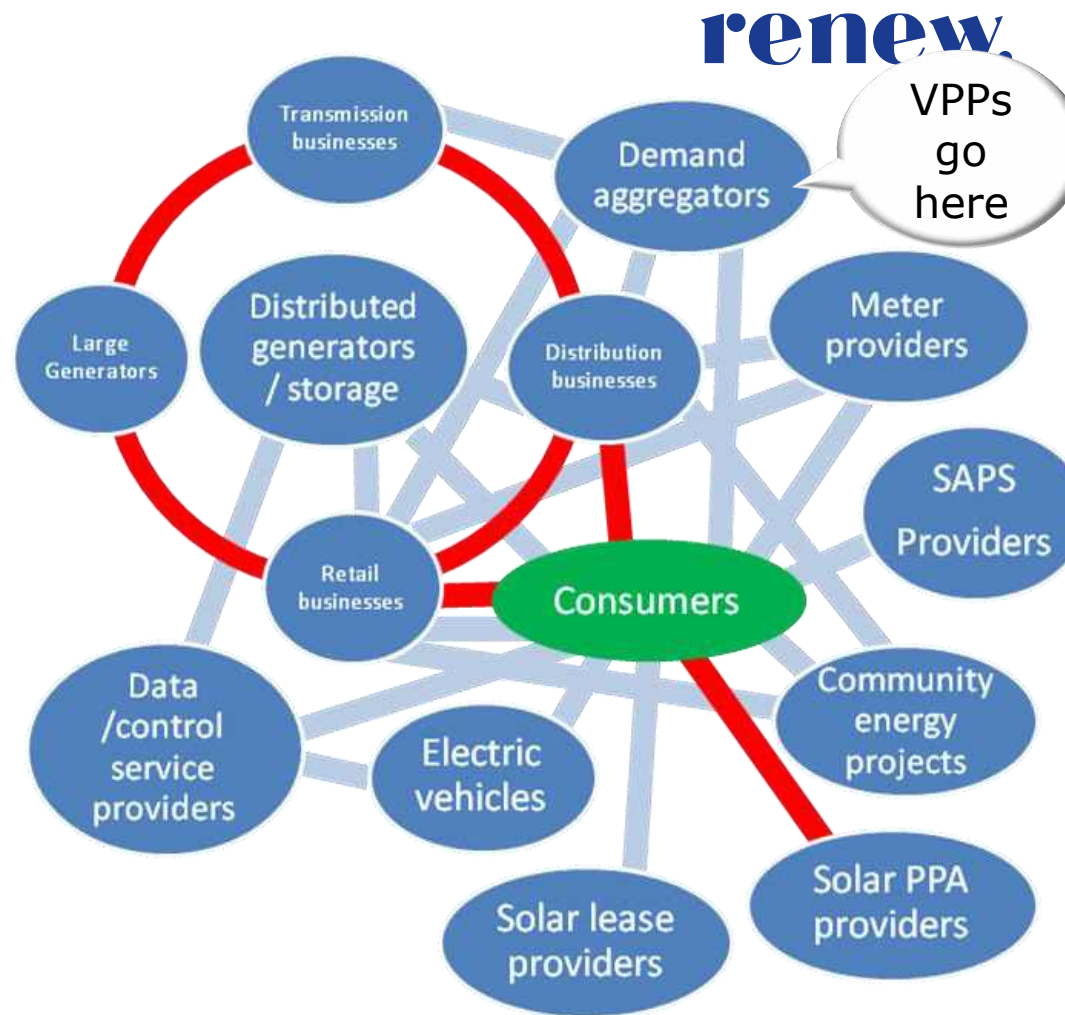 renew.
VPPs
go
here
Transmission
businesses
Demand
aggregators
Meter
providers
Distributed
generators
/ storage
Large
Generators
Distribution
businesses
SAPS
Providers
Retail
businesses
Consumers
Data
/control
service
providers
Electric
vehicles
Community
energy
projects
Solar lease
providers
Solar PPA
providers